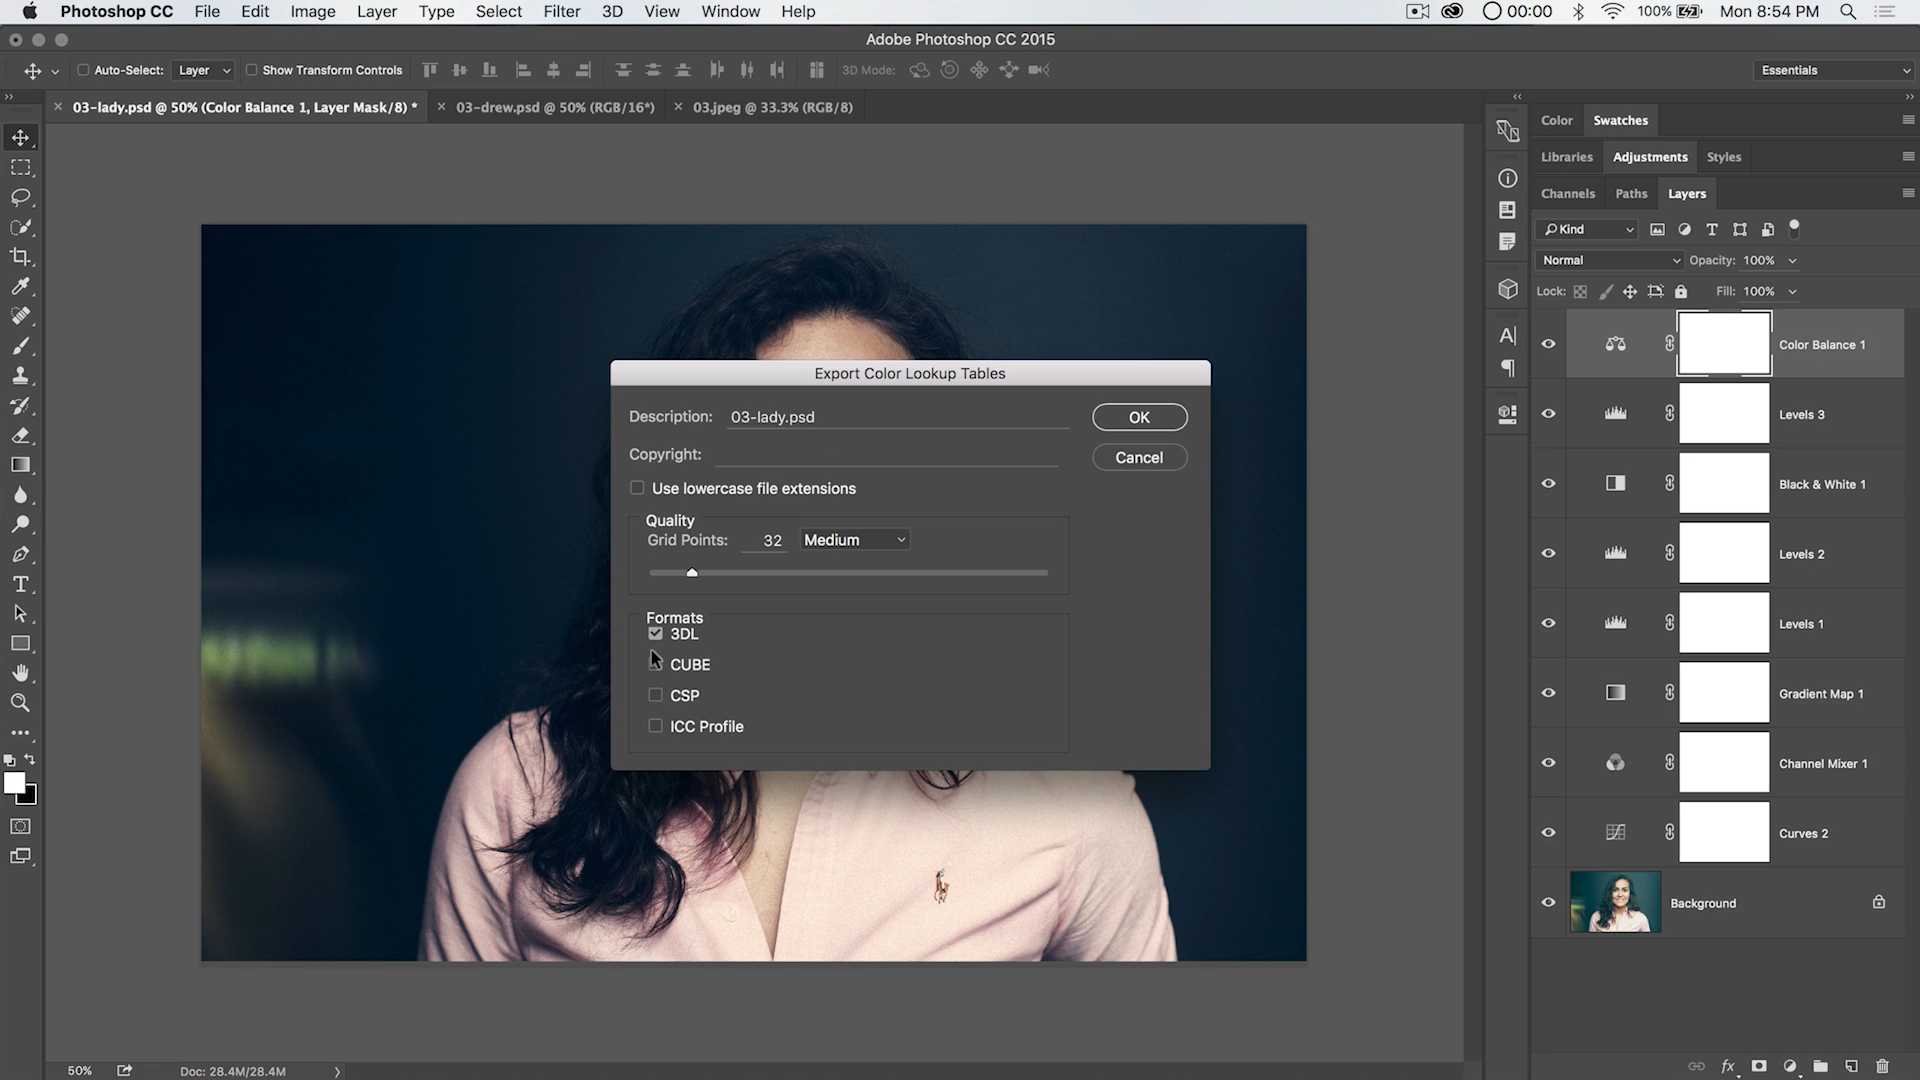 Photoshop CC File Edit Image Layer Type Select Filter 3D View Window Help 00:00 100% Mon 8:54 PM
Adobe Photoshop CC 2015
Auto-Select: Layer Show Transform Controls 3D Mode: Essentials
03-lady.psd @ 50% (Color Balance 1, Layer Mask/8) * 03-drew.psd @ 50% (RGB/16*) 03.jpeg @ 33.3% (RGB/8)
Color Swatches
Libraries Adjustments Styles
Channels Paths Layers
Kind
Normal Opacity: 100%
Lock: Fill: 100%
Color Balance 1
Levels 3
Black & White 1
Levels 2
Levels 1
Gradient Map 1
Channel Mixer 1
Curves 2
Background
Export Color Lookup Tables
Description: 03-lady.psd OK
Copyright: Cancel
Use lowercase file extensions
Quality
Grid Points: 32 Medium
Formats
3DL
CUBE
CSP
ICC Profile
50% Doc: 28.4M/28.4M